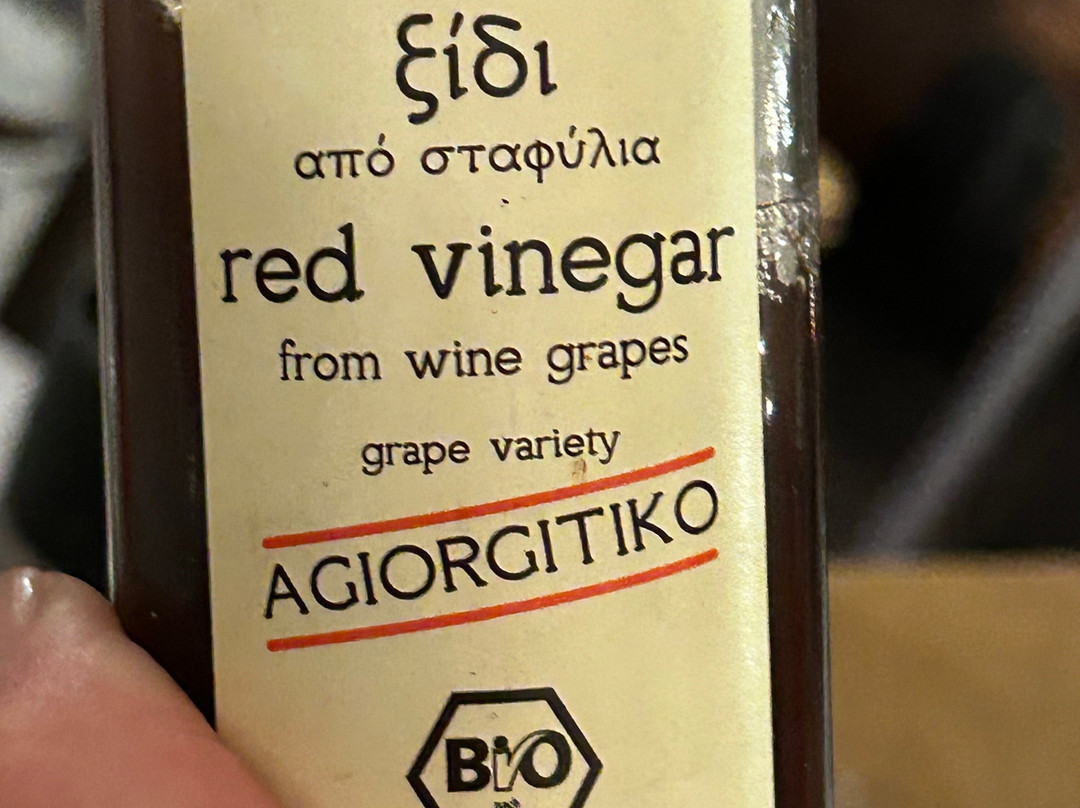 ξίδι
από σταφύλια
red vinegar
from wine grapes
grape variety
AGIORGITIKO
BIO